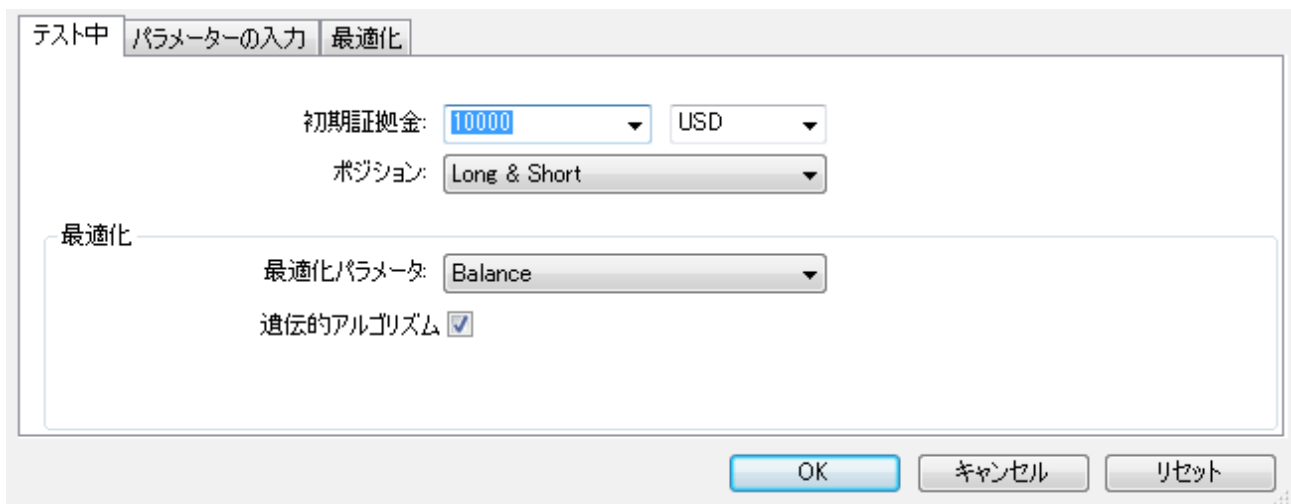 テスト中 パラメーターの入力 最適化
初期証拠金: 10000 USD
ポジション: Long & Short
最適化
最適化パラメータ: Balance
遺伝的アルゴリズム
OK キャンセル リセット